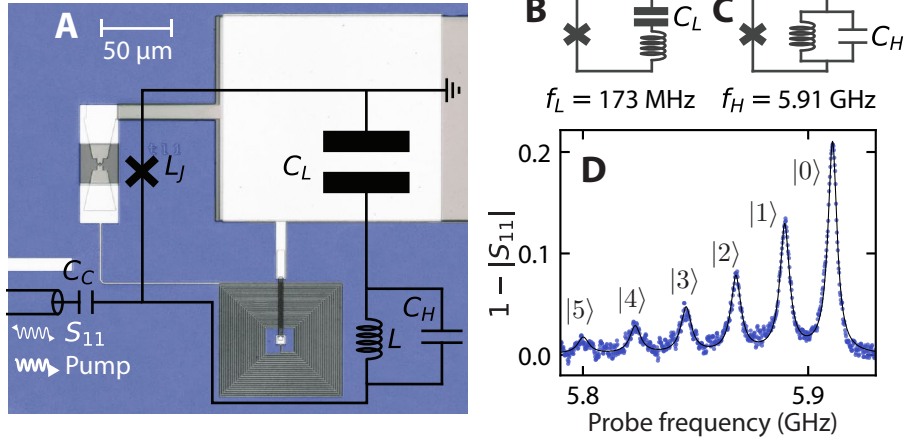 A
50 µm
L_J
C_L
C_C
C_H
L
S_11
Pump
B
C_L
C
C_H
f_L = 173 MHz
f_H = 5.91 GHz
D
0.2
0.1
0.0
1 − |S_11|
|0⟩
|1⟩
|2⟩
|3⟩
|4⟩
|5⟩
5.8
5.9
Probe frequency (GHz)